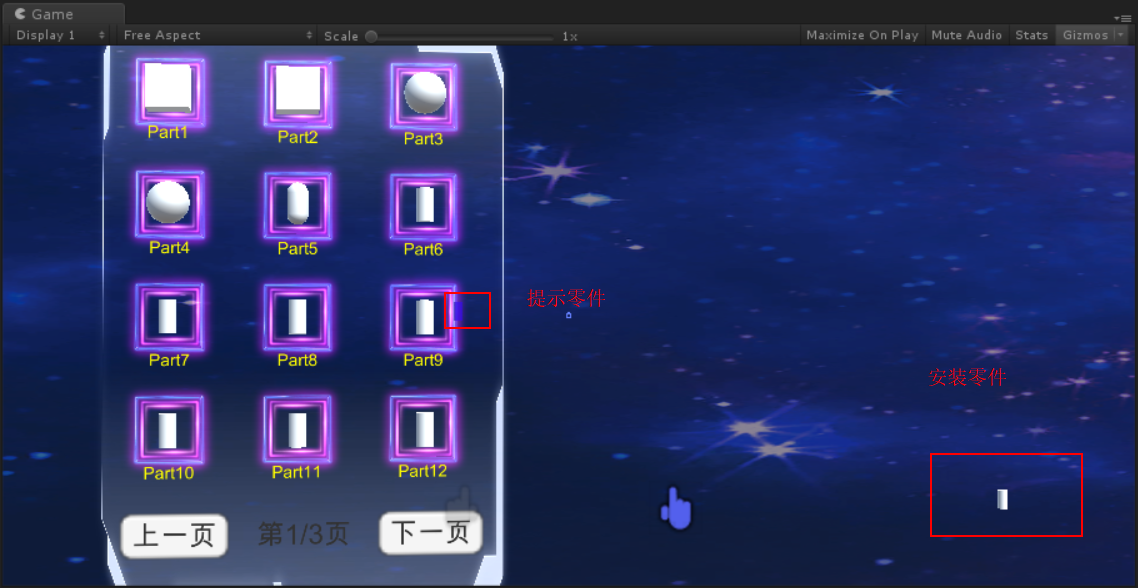 Game
Display 1 Free Aspect Scale 1x Maximize On Play Mute Audio Stats Gizmos
Part1 Part2 Part3
Part4 Part5 Part6
提示零件
Part7 Part8 Part9
安装零件
Part10 Part11 Part12
上一页 第1/3页 下一页